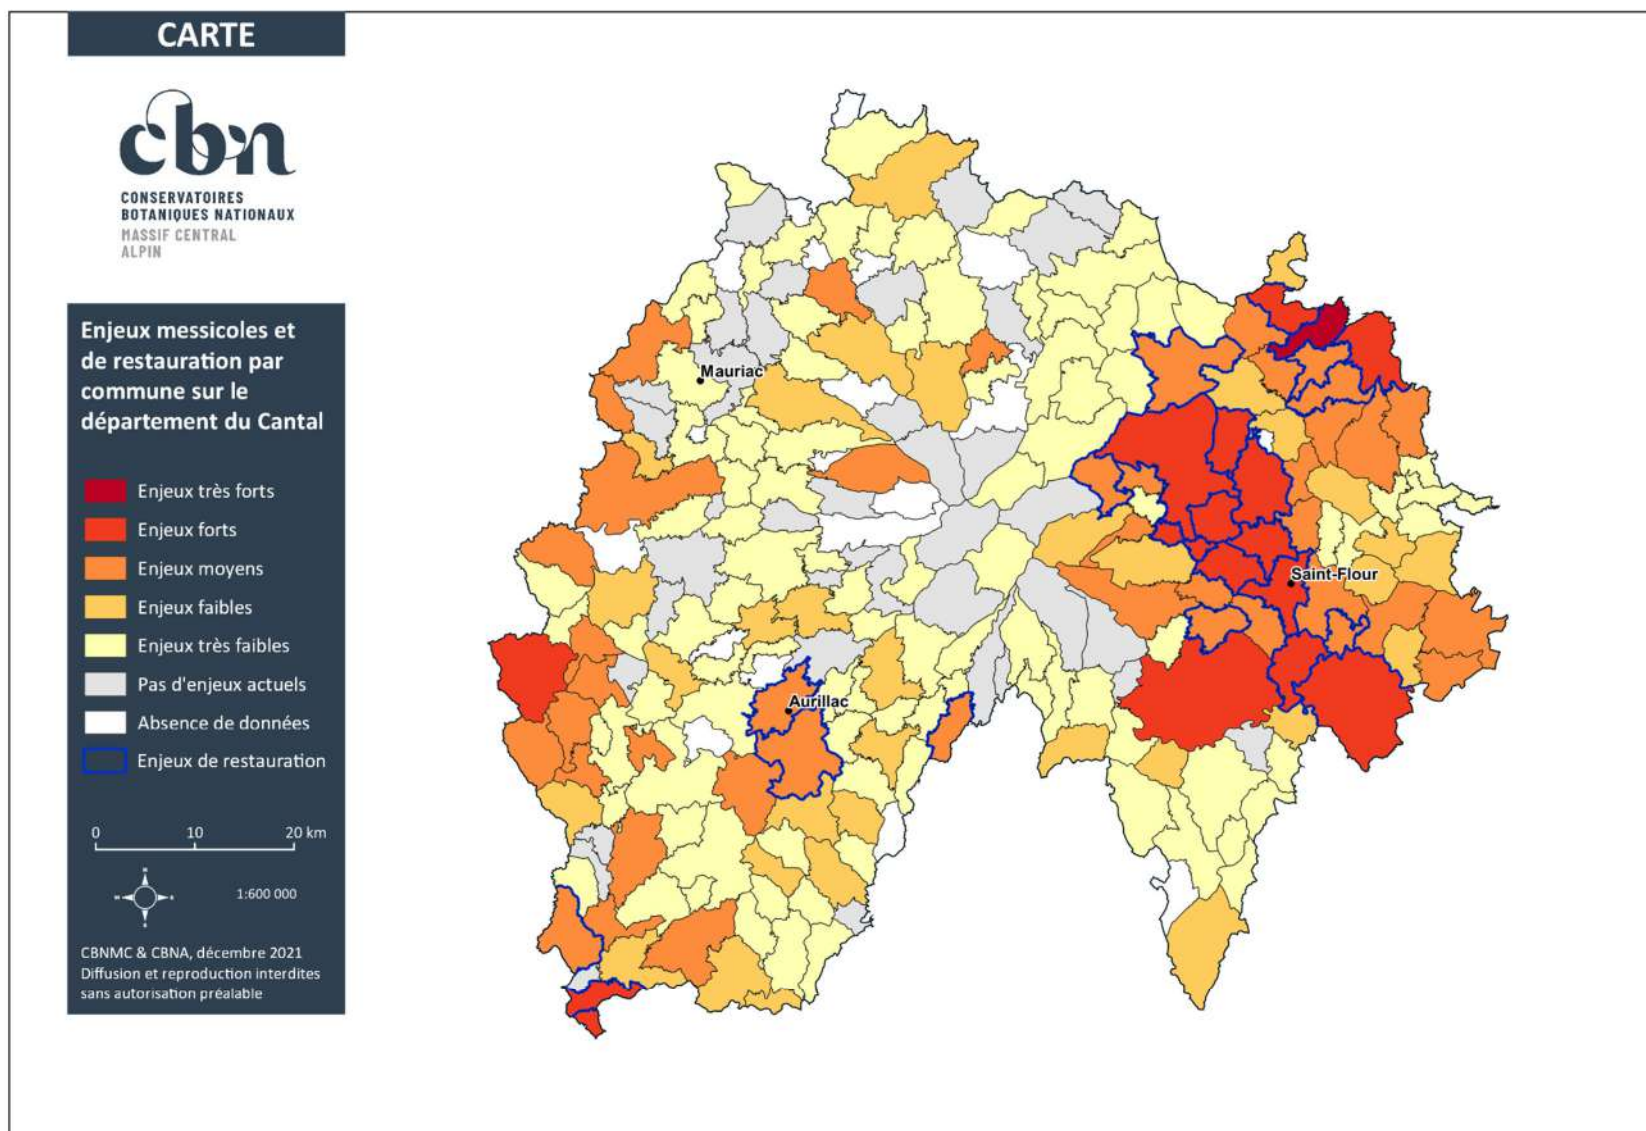 CARTE
cbn
CONSERVATOIRES
BOTANIQUES NATIONAUX
MASSIF CENTRAL
ALPIN
Enjeux messicoles et
de restauration par
commune sur le
département du Cantal
Enjeux très forts
Enjeux forts
Enjeux moyens
Enjeux faibles
Enjeux très faibles
Pas d'enjeux actuels
Absence de données
Enjeux de restauration
0 10 20 km
1:600 000
CBNMC & CBNA, décembre 2021
Diffusion et reproduction interdites
sans autorisation préalable
Mauriac
Saint-Flour
Aurillac